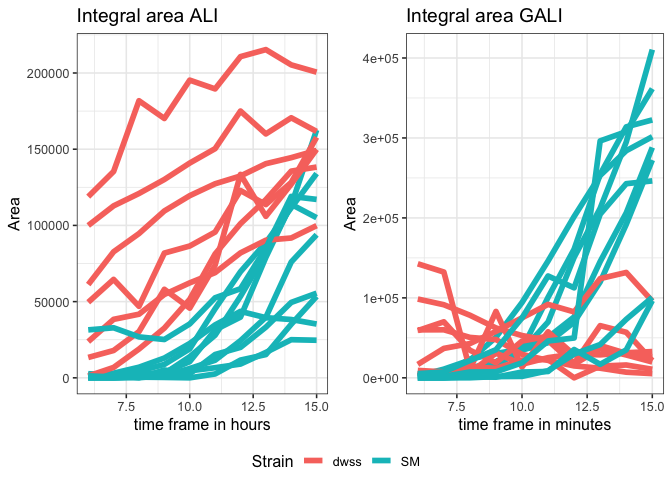 Integral area ALI
Area
200000
150000
100000
50000
0
7.5 10.0 12.5 15.0
time frame in hours
Integral area GALI
Area
4e+05
3e+05
2e+05
1e+05
0e+00
7.5 10.0 12.5 15.0
time frame in minutes
Strain dwss SM